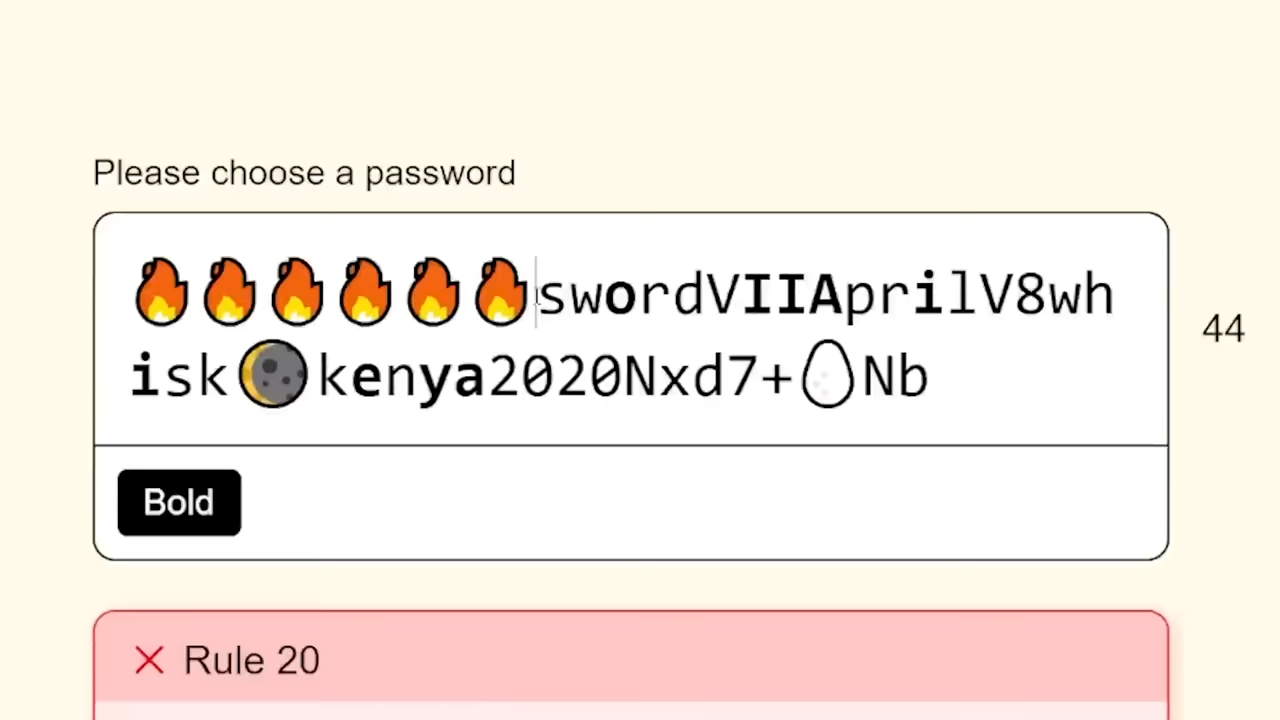 Please choose a password
🔥🔥🔥🔥🔥🔥swordVIIAprilV8wh
isk🌘kenya2020Nxd7+🥚Nb
44
Bold
Rule 20